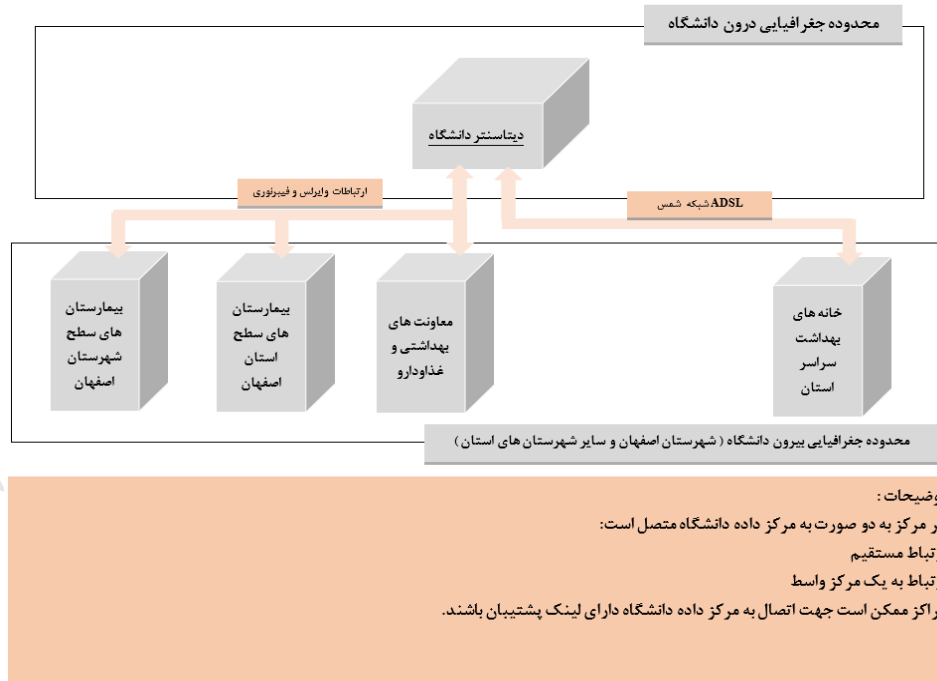 محدوده جغرافیایی درون دانشگاه
دیتاسنتر دانشگاه
ارتباطات وایرلس و فیبرنوری
ADSL شبکه شمس
بیمارستان
های سطح
شهرستان
اصفهان
بیمارستان
های سطح
استان
اصفهان
معاونت های
بهداشتی و
غذاودارو
خانه های
بهداشت
سراسر
استان
محدوده جغرافیایی بیرون دانشگاه ( شهرستان اصفهان و سایر شهرستان های استان )
وضیحات :
ر مرکز به دو صورت به مرکز داده دانشگاه متصل است:
رتباط مستقیم
رتباط به یک مرکز واسط
راکز ممکن است جهت اتصال به مرکز داده دانشگاه دارای لینک پشتیبان باشند.